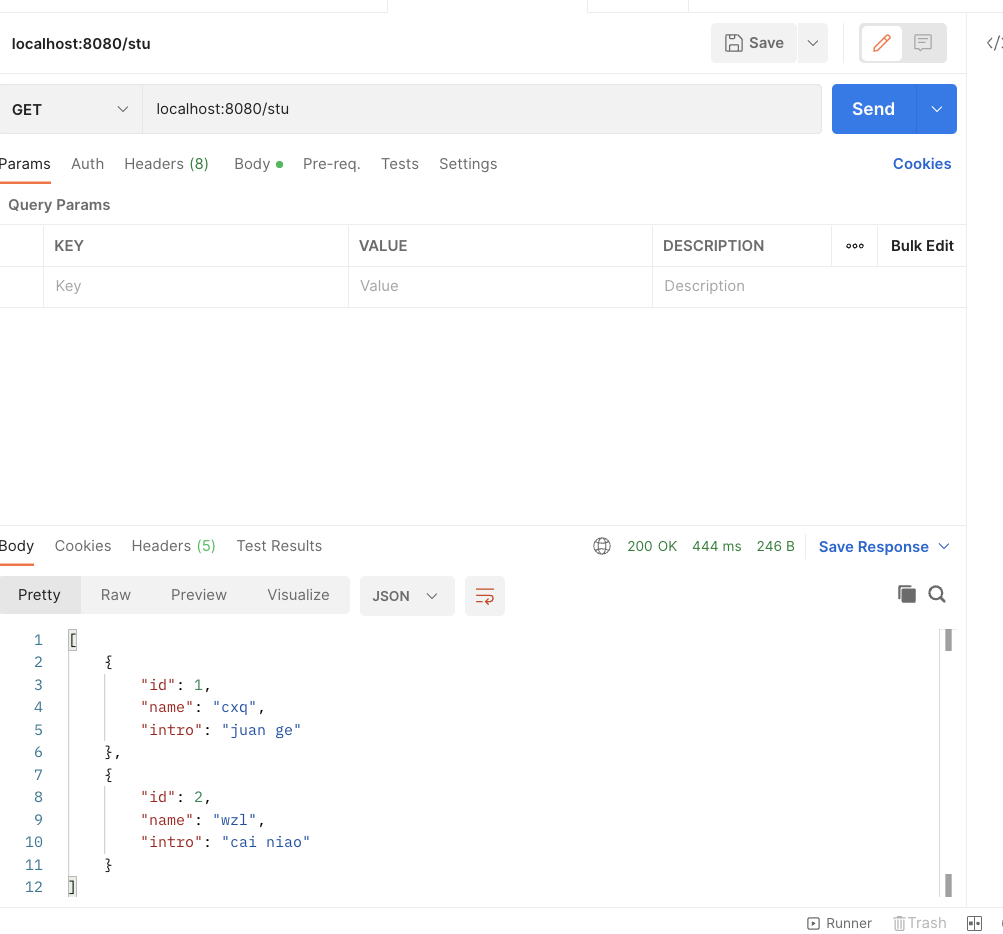 localhost:8080/stu
Save
GET localhost:8080/stu Send
Params Auth Headers (8) Body Pre-req. Tests Settings Cookies
Query Params
KEY VALUE DESCRIPTION ooo Bulk Edit
Key Value Description
Body Cookies Headers (5) Test Results 200 OK 444 ms 246 B Save Response
Pretty Raw Preview Visualize JSON
1 [
2 {
3 "id": 1,
4 "name": "cxq",
5 "intro": "juan ge"
6 },
7 {
8 "id": 2,
9 "name": "wzl",
10 "intro": "cai niao"
11 }
12 ]
Runner Trash